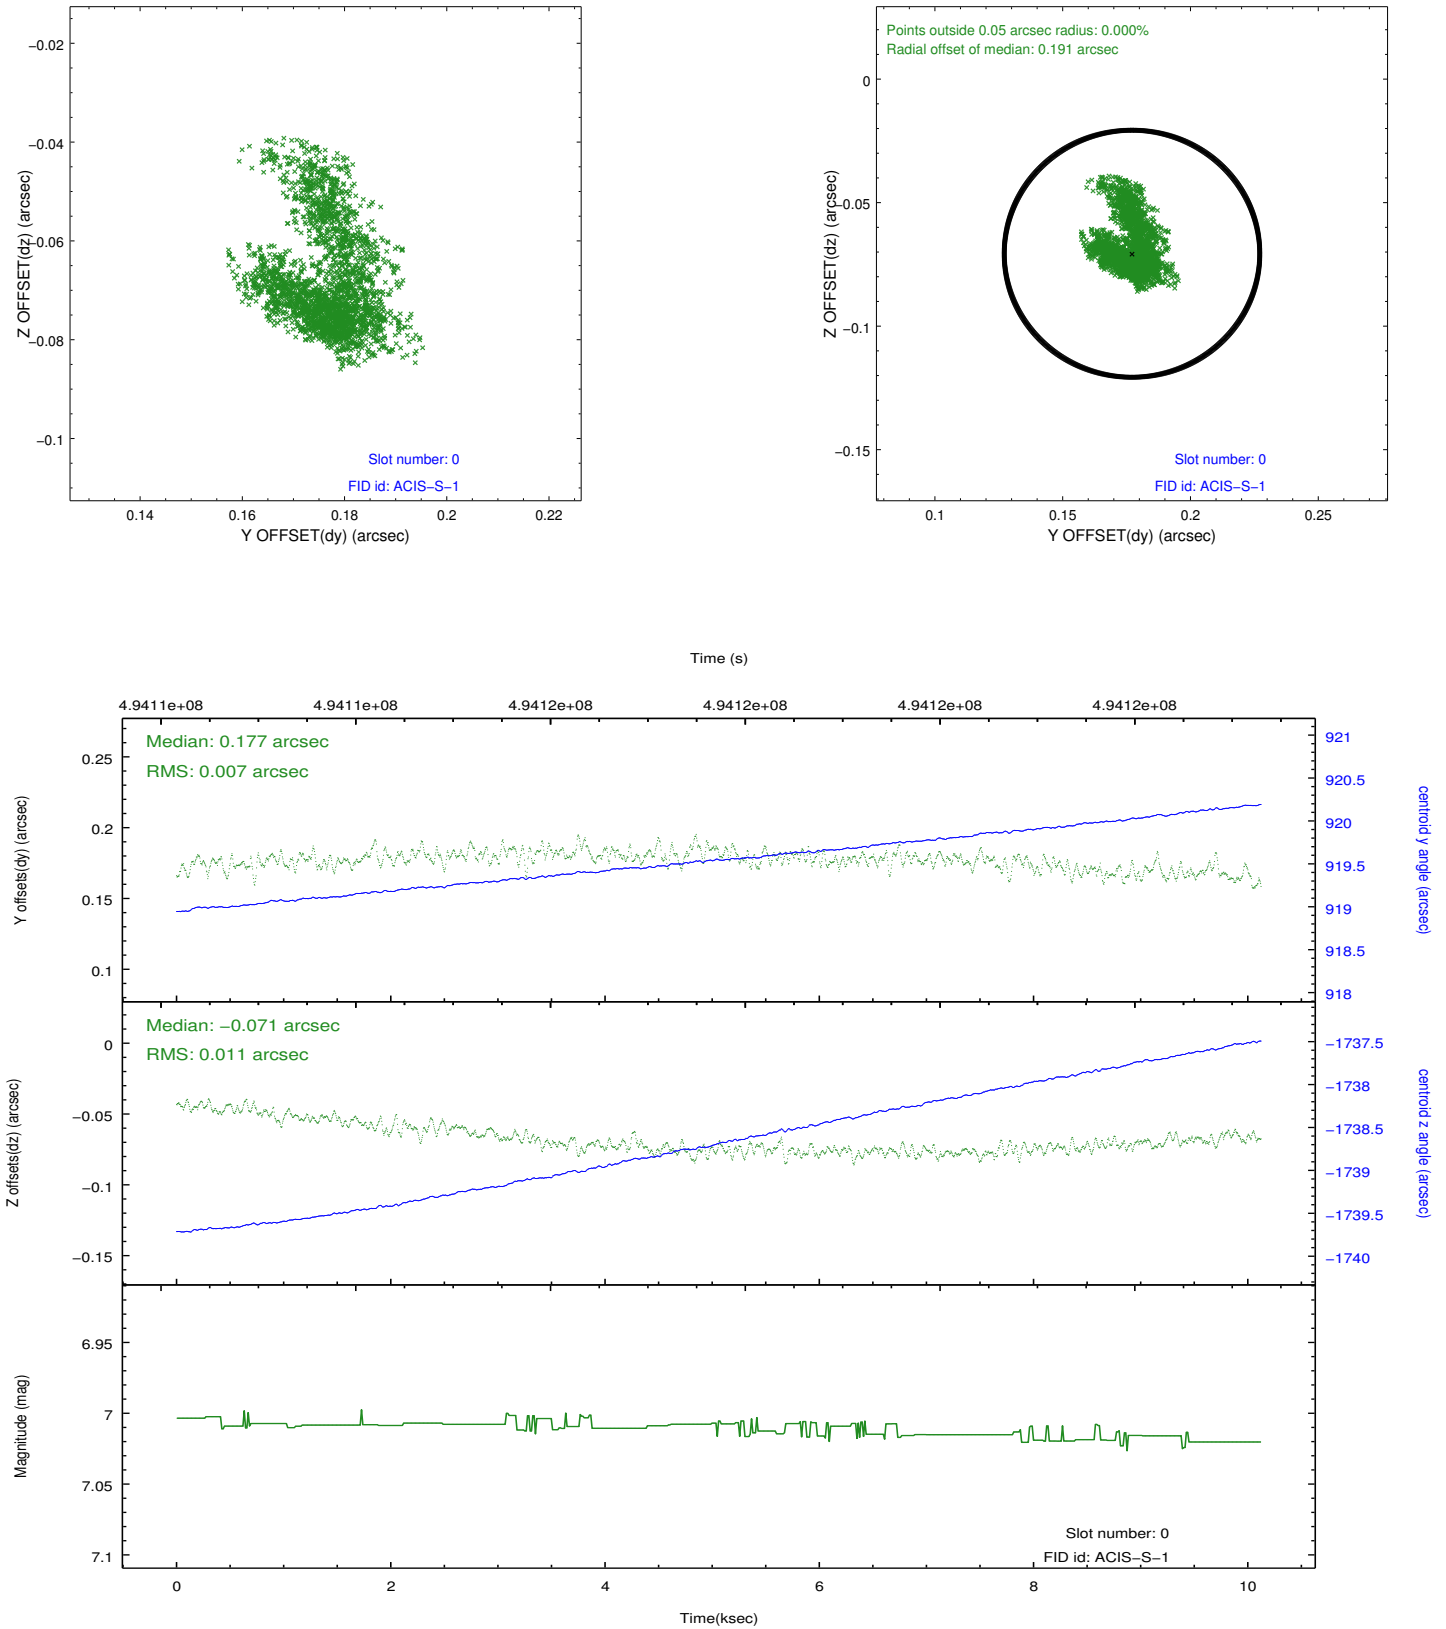 −0.02
−0.04
−0.06
−0.08
−0.1
Z OFFSET(dz) (arcsec)
Slot number: 0
FID id: ACIS−S−1
0.14 0.16 0.18 0.2 0.22
Y OFFSET(dy) (arcsec)
Points outside 0.05 arcsec radius: 0.000%
Radial offset of median: 0.191 arcsec
0
−0.05
−0.1
−0.15
Z OFFSET(dz) (arcsec)
Slot number: 0
FID id: ACIS−S−1
0.1 0.15 0.2 0.25
Y OFFSET(dy) (arcsec)
Time (s)
4.9411e+08 4.9411e+08 4.9412e+08 4.9412e+08 4.9412e+08 4.9412e+08
Median: 0.177 arcsec
RMS: 0.007 arcsec
0.25
0.2
0.15
0.1
Y offsets(dy) (arcsec)
921
920.5
920
919.5
919
918.5
918
centroid y angle (arcsec)
Median: −0.071 arcsec
RMS: 0.011 arcsec
0
−0.05
−0.1
−0.15
Z offsets(dz) (arcsec)
−1737.5
−1738
−1738.5
−1739
−1739.5
−1740
centroid z angle (arcsec)
6.95
7
7.05
7.1
Magnitude (mag)
Slot number: 0
FID id: ACIS−S−1
0 2 4 6 8 10
Time(ksec)